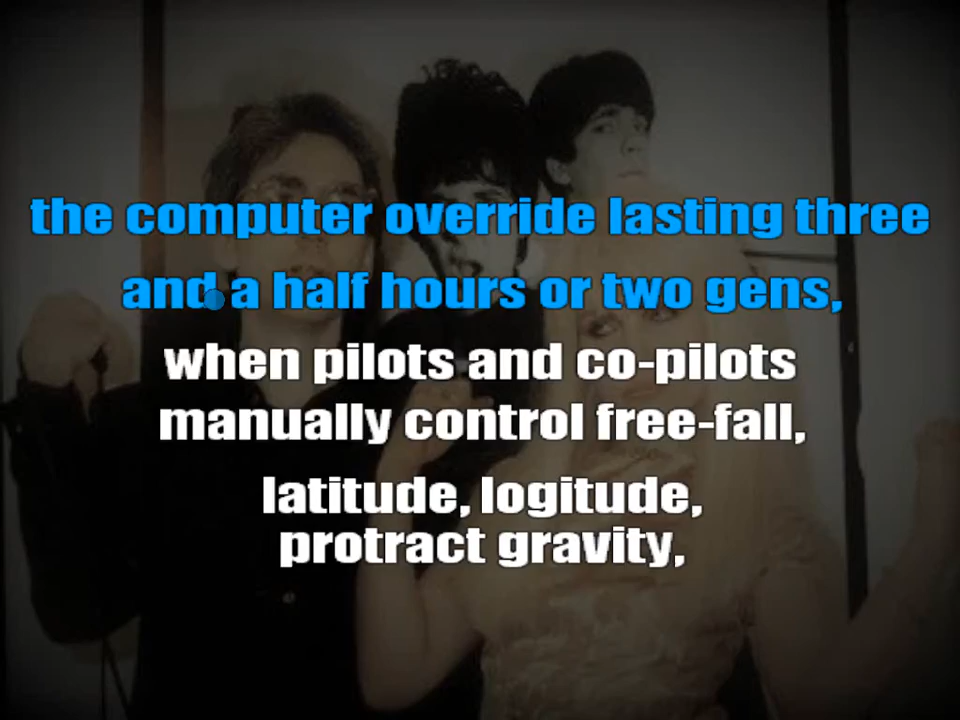 the computer override lasting three
and a half hours or two gens,
when pilots and co-pilots
manually control free-fall,
latitude, logitude,
protract gravity,